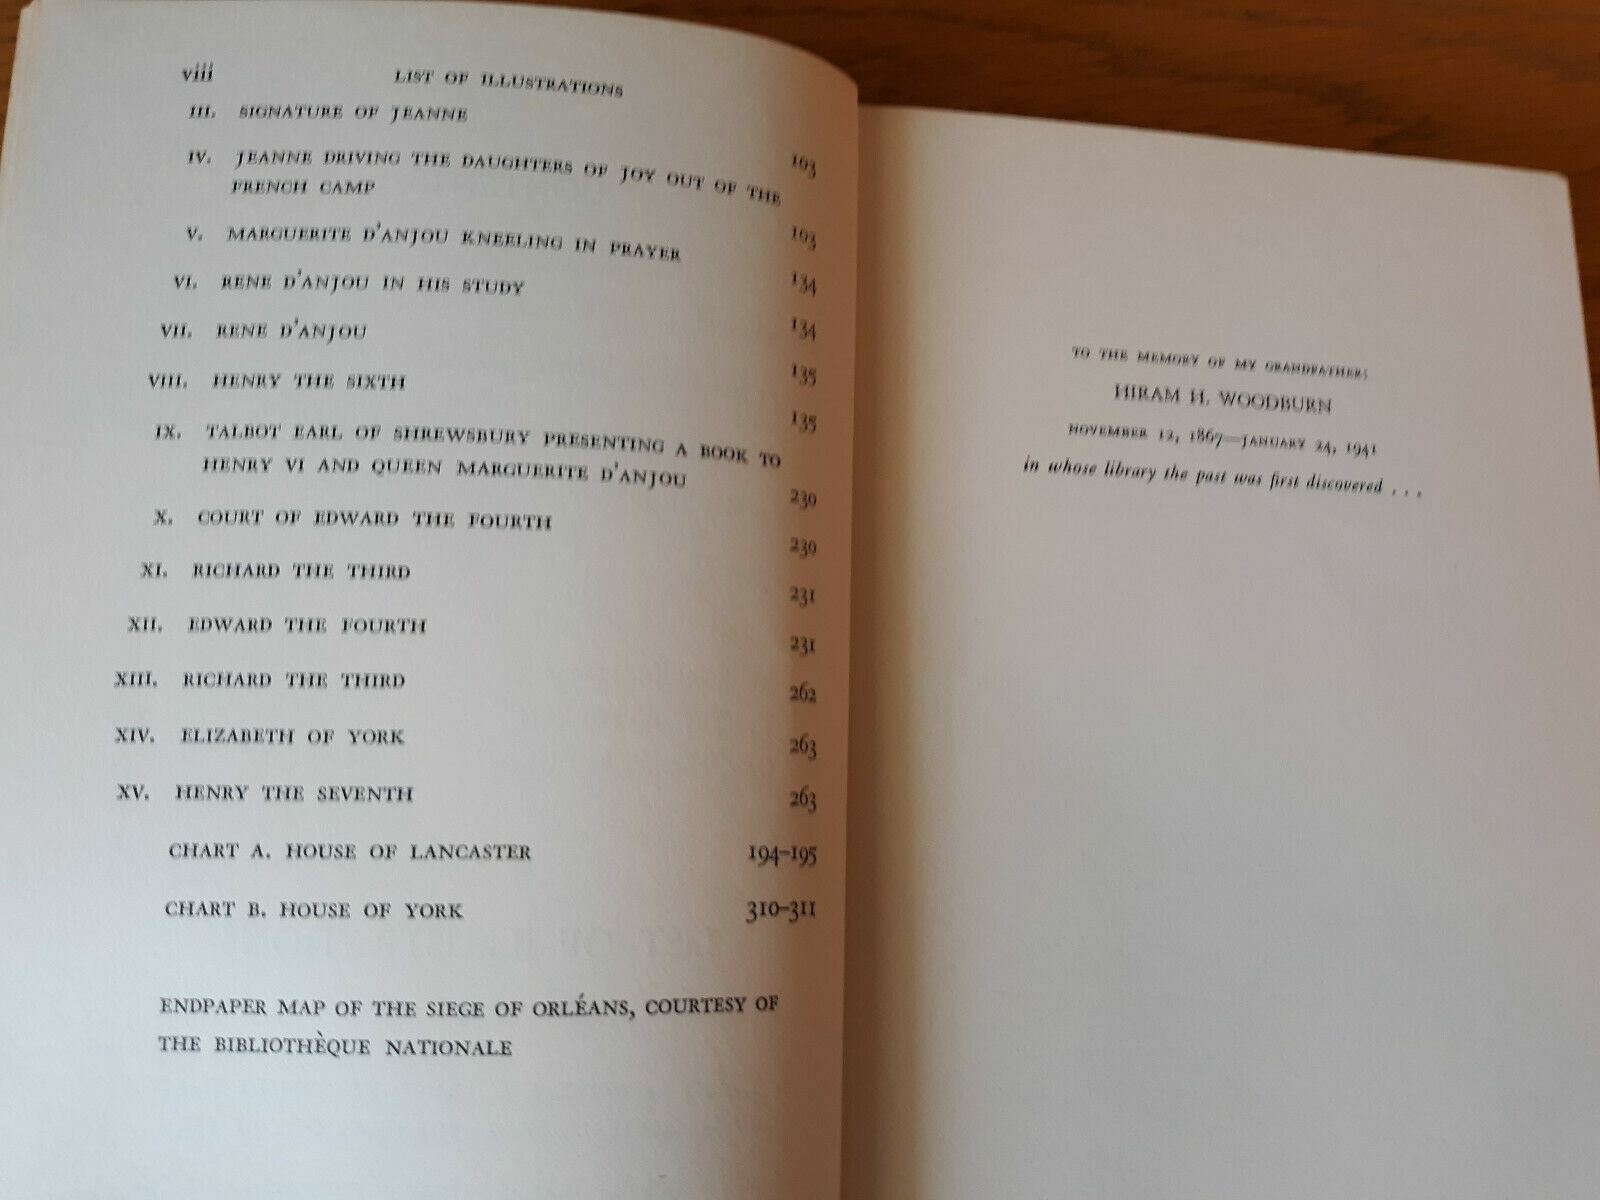 viii LIST OF ILLUSTRATIONS
III. SIGNATURE OF JEANNE 103
IV. JEANNE DRIVING THE DAUGHTERS OF JOY OUT OF THE
FRENCH CAMP 103
V. MARGUERITE D'ANJOU KNEELING IN PRAYER 134
VI. RENE D'ANJOU IN HIS STUDY 134
VII. RENE D'ANJOU 135
VIII. HENRY THE SIXTH 135
IX. TALBOT EARL OF SHREWSBURY PRESENTING A BOOK TO
HENRY VI AND QUEEN MARGUERITE D'ANJOU 230
X. COURT OF EDWARD THE FOURTH 230
XI. RICHARD THE THIRD 231
XII. EDWARD THE FOURTH 231
XIII. RICHARD THE THIRD 262
XIV. ELIZABETH OF YORK 263
XV. HENRY THE SEVENTH 263
CHART A. HOUSE OF LANCASTER 194–195
CHART B. HOUSE OF YORK 310–311
ENDPAPER MAP OF THE SIEGE OF ORLÉANS, COURTESY OF
THE BIBLIOTHÈQUE NATIONALE
TO THE MEMORY OF MY GRANDFATHER:
HIRAM H. WOODBURN
NOVEMBER 12, 1867—JANUARY 24, 1941
in whose library the past was first discovered . . .